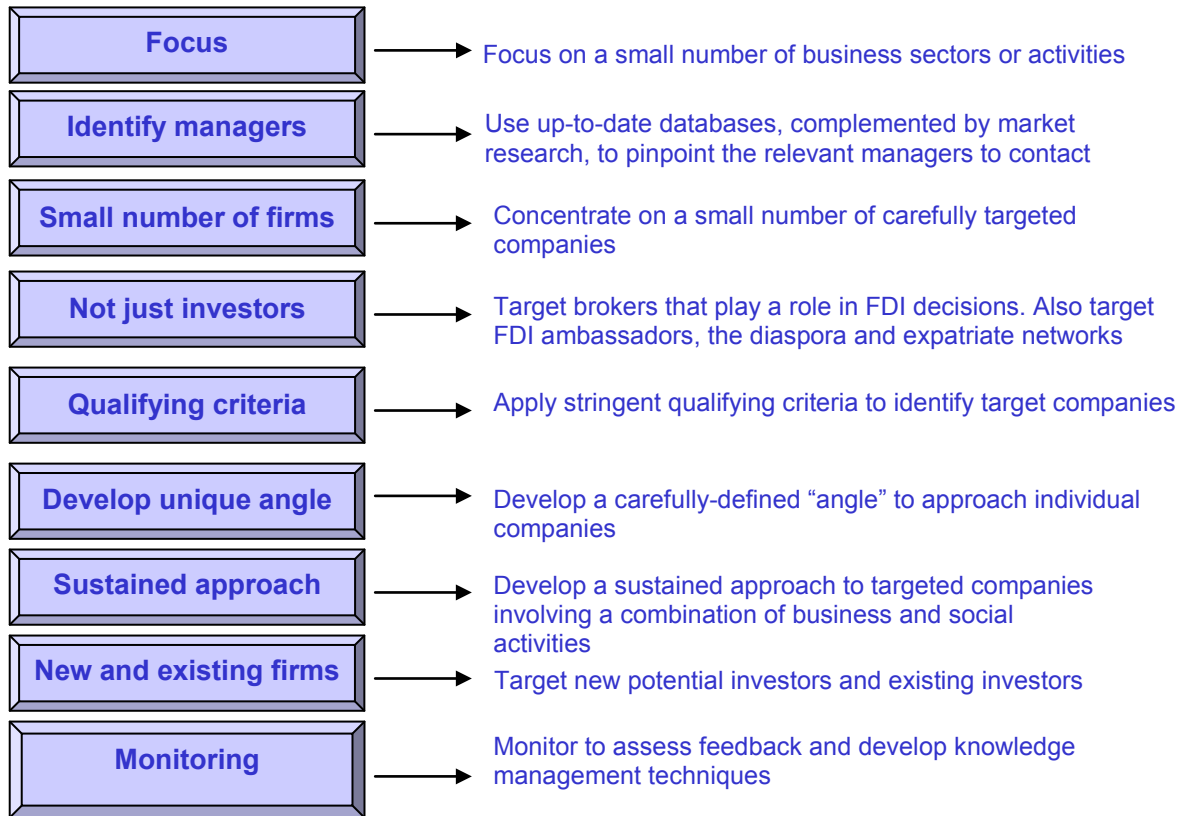 Focus
Focus on a small number of business sectors or activities
Identify managers
Use up-to-date databases, complemented by market
research, to pinpoint the relevant managers to contact
Small number of firms
Concentrate on a small number of carefully targeted
companies
Not just investors
Target brokers that play a role in FDI decisions. Also target
FDI ambassadors, the diaspora and expatriate networks
Qualifying criteria
Apply stringent qualifying criteria to identify target companies
Develop unique angle
Develop a carefully-defined “angle” to approach individual
companies
Sustained approach
Develop a sustained approach to targeted companies
involving a combination of business and social
activities
New and existing firms
Target new potential investors and existing investors
Monitoring
Monitor to assess feedback and develop knowledge
management techniques